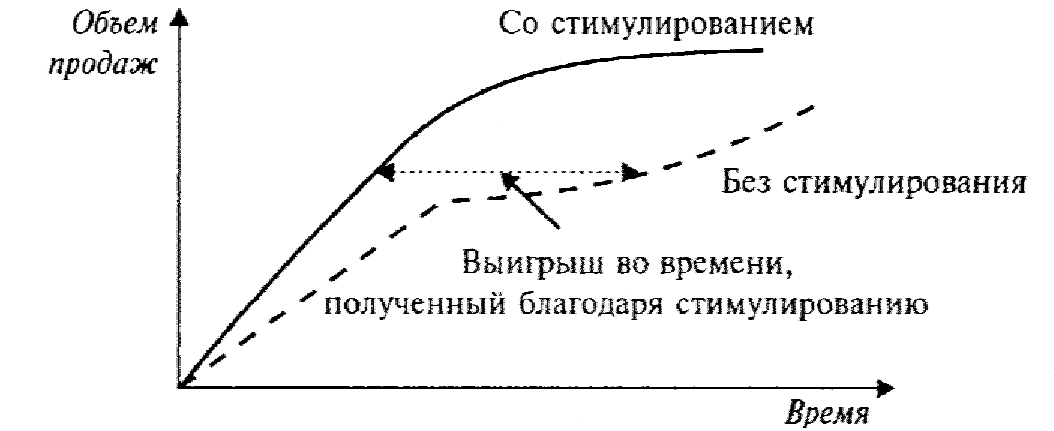 Объем
продаж
Со стимулированием
Без стимулирования
Выигрыш во времени,
полученный благодаря стимулированию
Время